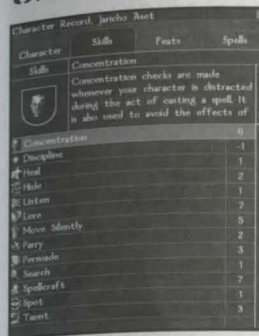 Character Record, Jaricho Axet
Character Skills Feats Spells
Skills Concentration
Concentration checks are made
whenever your character is distracted
during the act of casting a spell. It
is also used to avoid the effects of
Concentration 6
Discipline -1
Heal 1
Hide 2
Listen 1
Lore 7
Move Silently 5
Parry 2
Persuade 3
Search 1
Spellcraft 7
Spot 1
Taunt 3